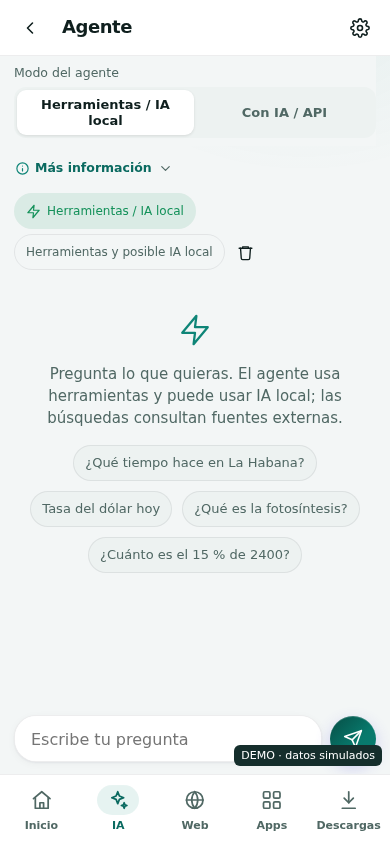 Agente
Modo del agente
Herramientas / IA
local
Con IA / API
Más información
Herramientas / IA local
Herramientas y posible IA local
Pregunta lo que quieras. El agente usa
herramientas y puede usar IA local; las
búsquedas consultan fuentes externas.
¿Qué tiempo hace en La Habana?
Tasa del dólar hoy
¿Qué es la fotosíntesis?
¿Cuánto es el 15 % de 2400?
Escribe tu pregunta
DEMO · datos simulados
Inicio
IA
Web
Apps
Descargas